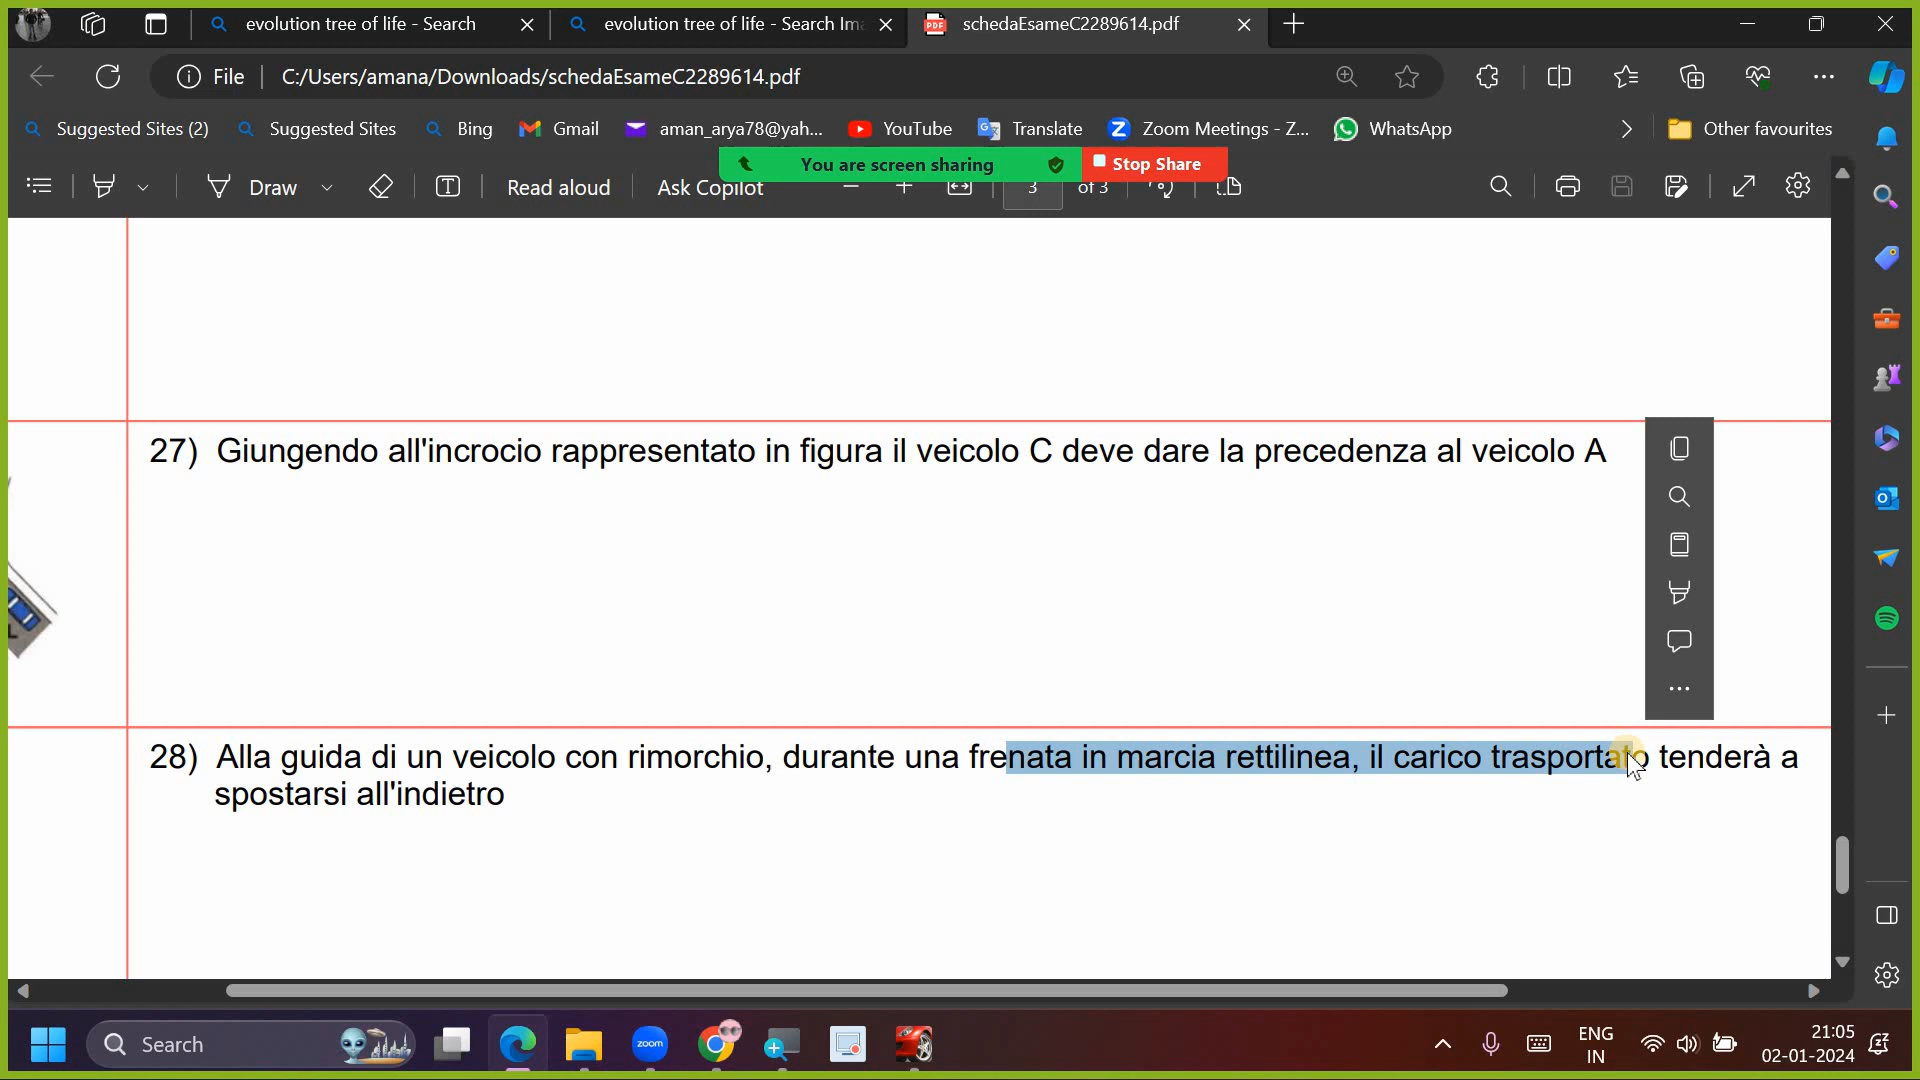 evolution tree of life - Search
evolution tree of life - Search Im
schedaEsameC2289614.pdf
File
C:/Users/amana/Downloads/schedaEsameC2289614.pdf
Suggested Sites (2)
Suggested Sites
Bing
Gmail
aman_arya78@yah...
YouTube
Translate
Zoom Meetings - Z...
WhatsApp
Other favourites
You are screen sharing
Stop Share
Draw
Read aloud
Ask Copilot
3
of 3
27) Giungendo all'incrocio rappresentato in figura il veicolo C deve dare la precedenza al veicolo A
28) Alla guida di un veicolo con rimorchio, durante una frenata in marcia rettilinea, il carico trasportato tenderà a
spostarsi all'indietro
Search
zoom
ENG
IN
21:05
02-01-2024